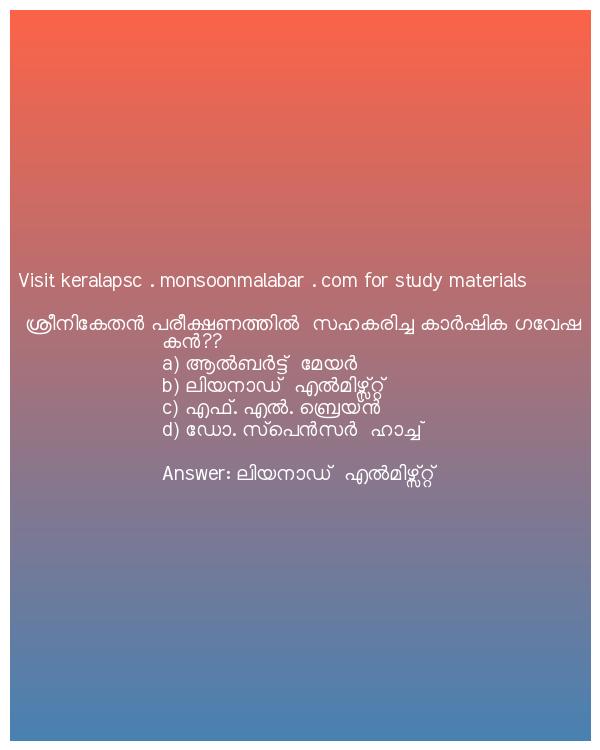 Visit keralapsc . monsoonmalabar . com for study materials
ശ്രീനികേതൻ പരീക്ഷണത്തിൽ സഹകരിച്ച കാർഷിക ഗവേഷ
കൻ??
a) ആൽബർട്ട് മേയർ
b) ലിയനാഡ് എൽമിഴ്സ്റ്റ്
c) എഫ്. എൽ. ബ്രെയ്ൻ
d) ഡോ. സ്പെൻസർ ഹാച്ച്
Answer: ലിയനാഡ് എൽമിഴ്സ്റ്റ്